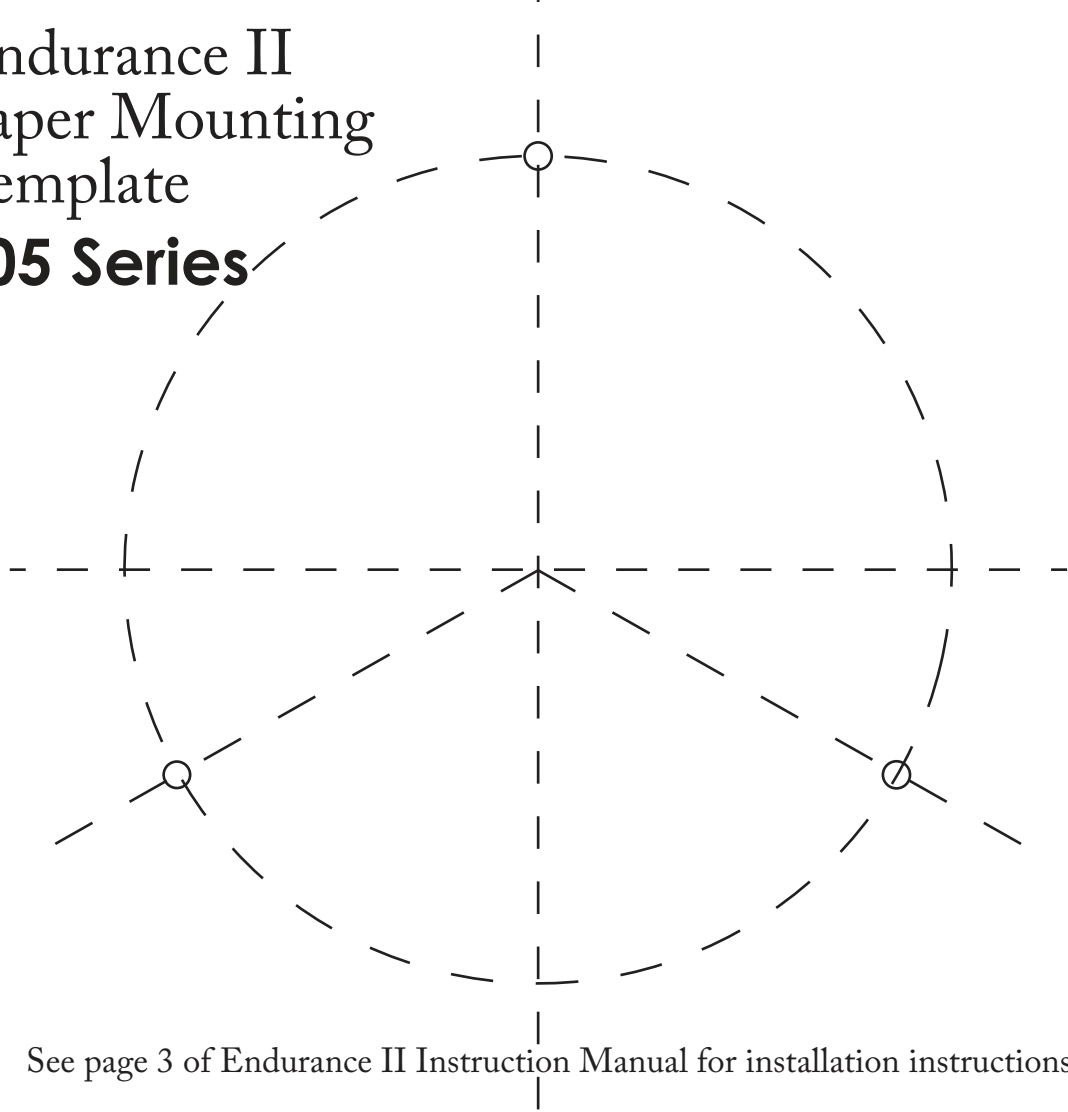 ndurance II
aper Mounting
emplate
05 Series
See page 3 of Endurance II Instruction Manual for installation instructions